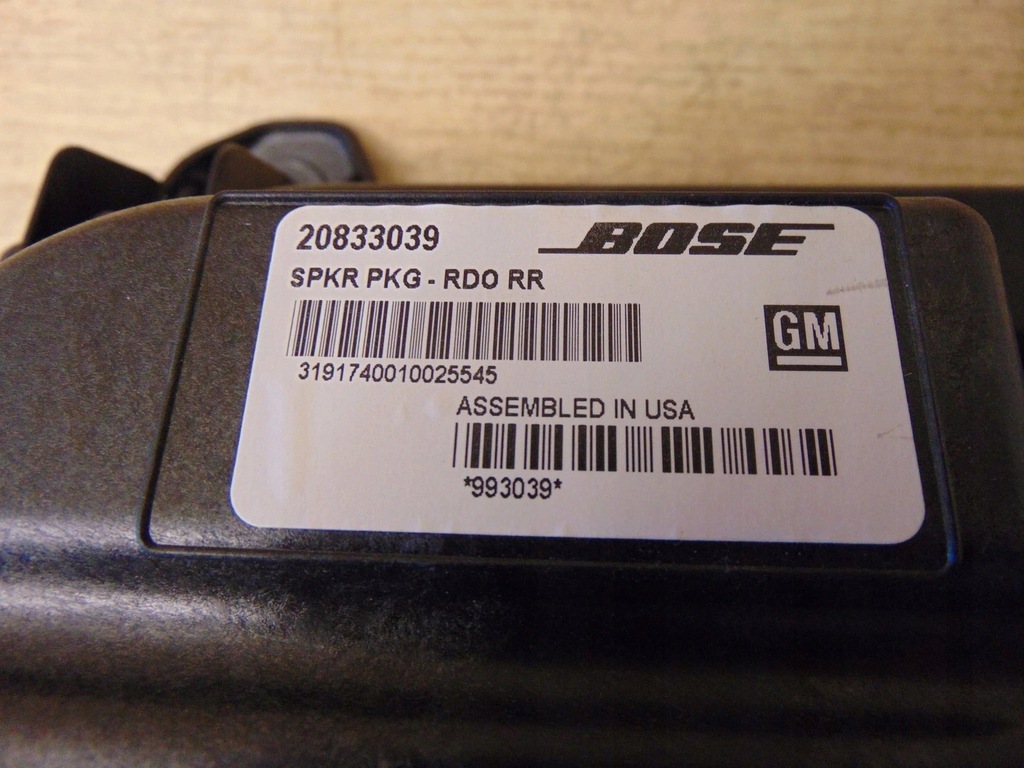 20833039 BOSE
SPKR PKG - RDO RR
GM
3191740010025545
ASSEMBLED IN USA
*993039*